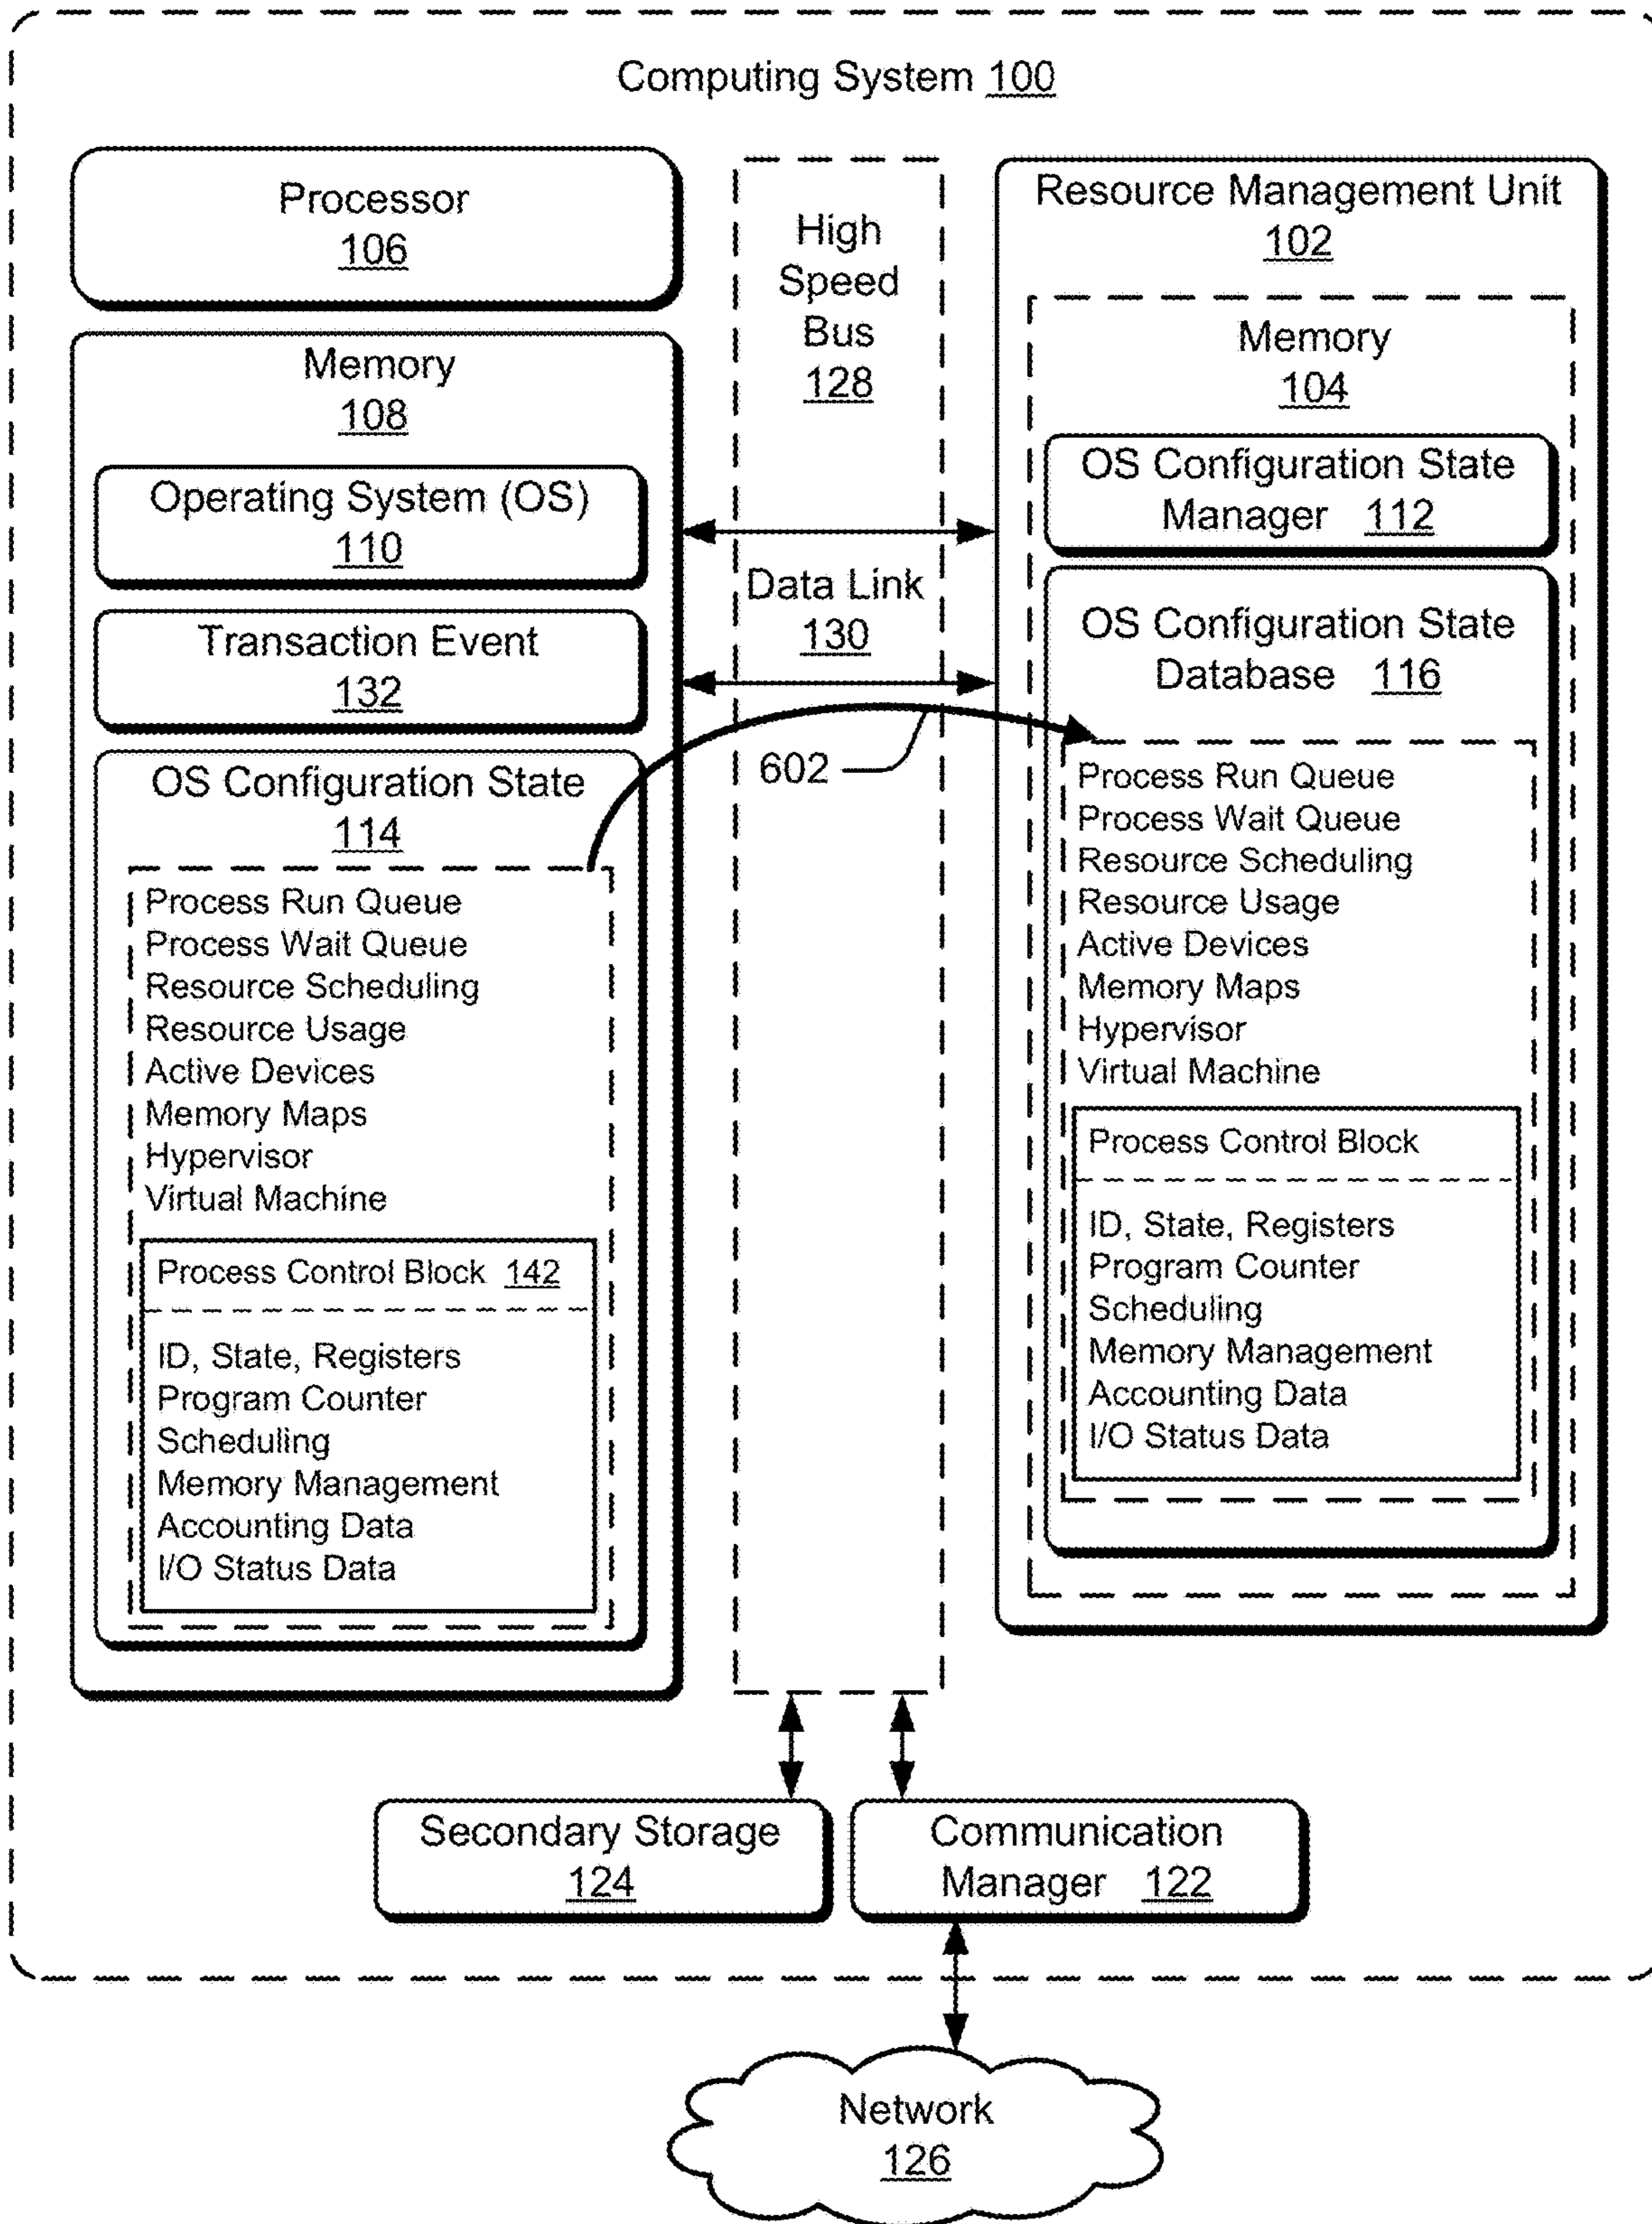 Computing System 100
Processor
106
Memory
108
Operating System (OS)
110
Transaction Event
132
OS Configuration State
114
Process Run Queue
Process Wait Queue
Resource Scheduling
Resource Usage
Active Devices
Memory Maps
Hypervisor
Virtual Machine
Process Control Block 142
ID, State, Registers
Program Counter
Scheduling
Memory Management
Accounting Data
I/O Status Data
High
Speed
Bus
128
Data Link
130
602
Resource Management Unit
102
Memory
104
OS Configuration State
Manager 112
OS Configuration State
Database 116
Process Run Queue
Process Wait Queue
Resource Scheduling
Resource Usage
Active Devices
Memory Maps
Hypervisor
Virtual Machine
Process Control Block
ID, State, Registers
Program Counter
Scheduling
Memory Management
Accounting Data
I/O Status Data
Secondary Storage
124
Communication
Manager 122
Network
126